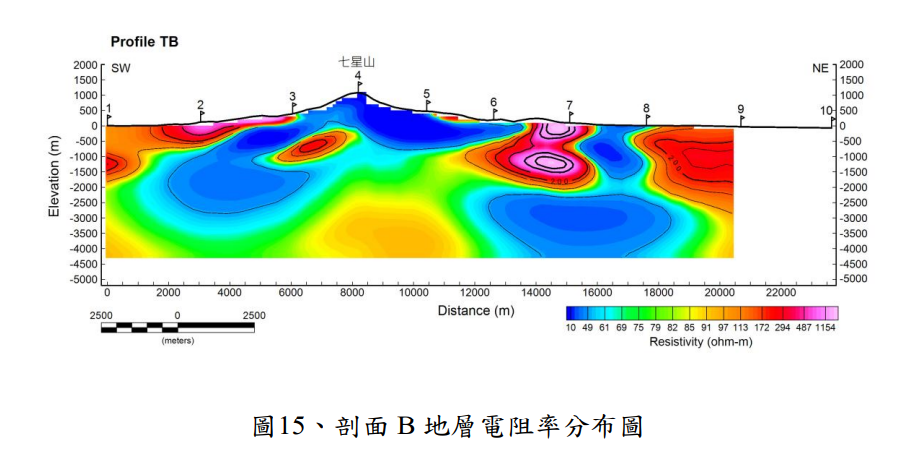 Profile TB
SW
NE
七星山
1 2 3 4 5 6 7 8 9 10
2000 2000
1500 1500
1000 1000
500 500
0 0
-500 -500
-1000 -1000
-1500 -1500
-2000 -2000
-2500 -2500
-3000 -3000
-3500 -3500
-4000 -4000
-4500 -4500
-5000 -5000
Elevation (m)
200
200
0 2000 4000 6000 8000 10000 12000 14000 16000 18000 20000 22000
Distance (m)
2500 0 2500
(meters)
10 49 61 69 75 79 82 85 91 97 113 172 294 487 1154
Resistivity (ohm-m)
圖15、剖面 B 地層電阻率分布圖